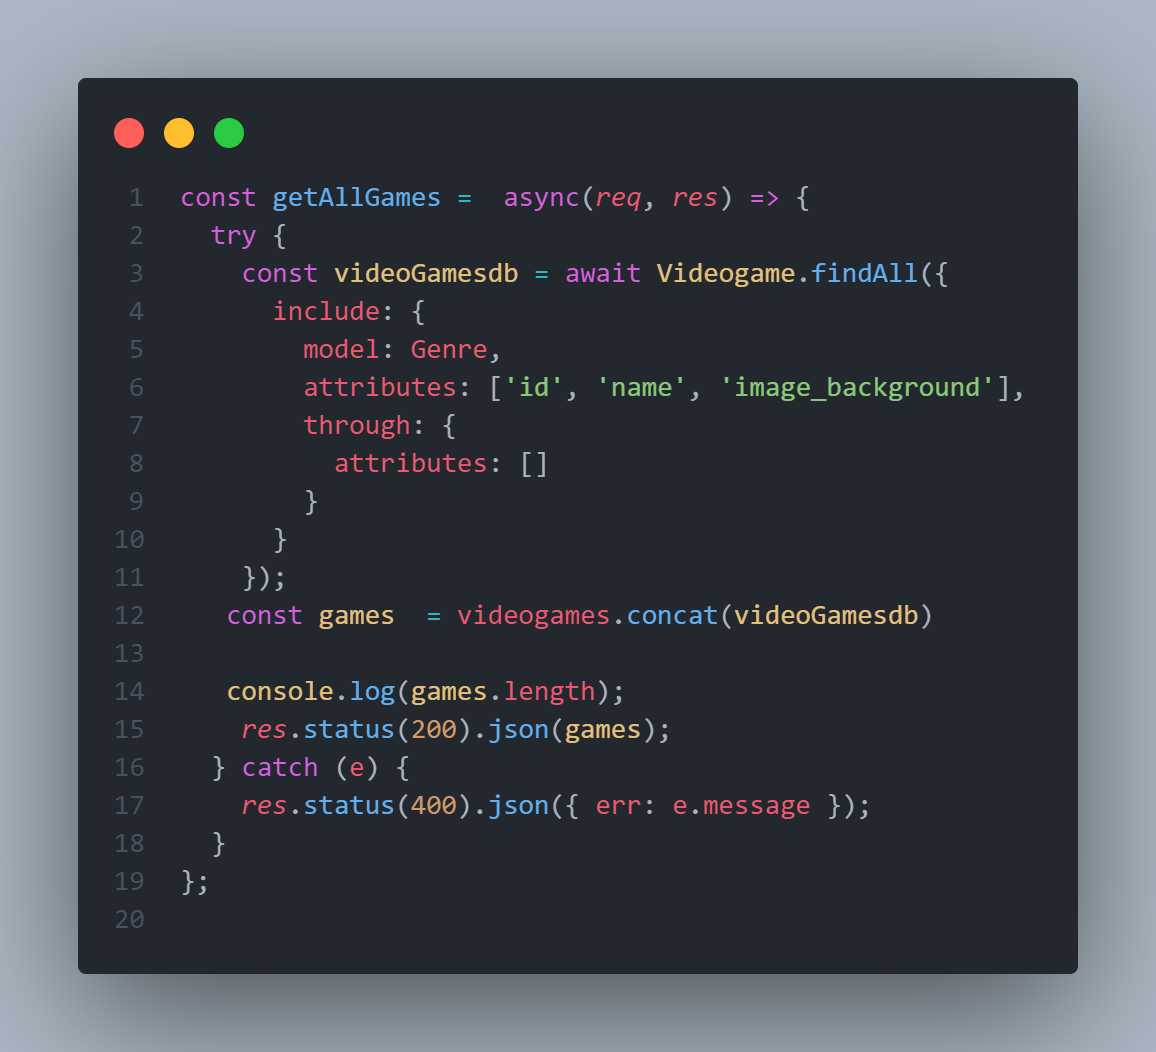 1 const getAllGames =  async(req, res) => {
2   try {
3     const videoGamesdb = await Videogame.findAll({
4       include: {
5         model: Genre,
6         attributes: ['id', 'name', 'image_background'],
7         through: {
8           attributes: []
9         }
10       }
11     });
12    const games  = videogames.concat(videoGamesdb)
13
14    console.log(games.length);
15     res.status(200).json(games);
16   } catch (e) {
17     res.status(400).json({ err: e.message });
18   }
19 };
20